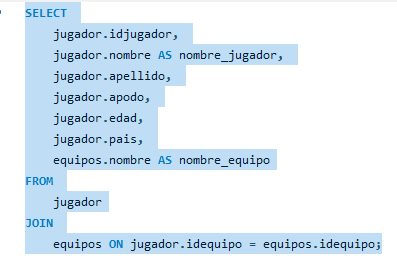 SELECT
jugador.idjugador,
jugador.nombre AS nombre_jugador,
jugador.apellido,
jugador.apodo,
jugador.edad,
jugador.pais,
equipos.nombre AS nombre_equipo
FROM
jugador
JOIN
equipos ON jugador.idequipo = equipos.idequipo;